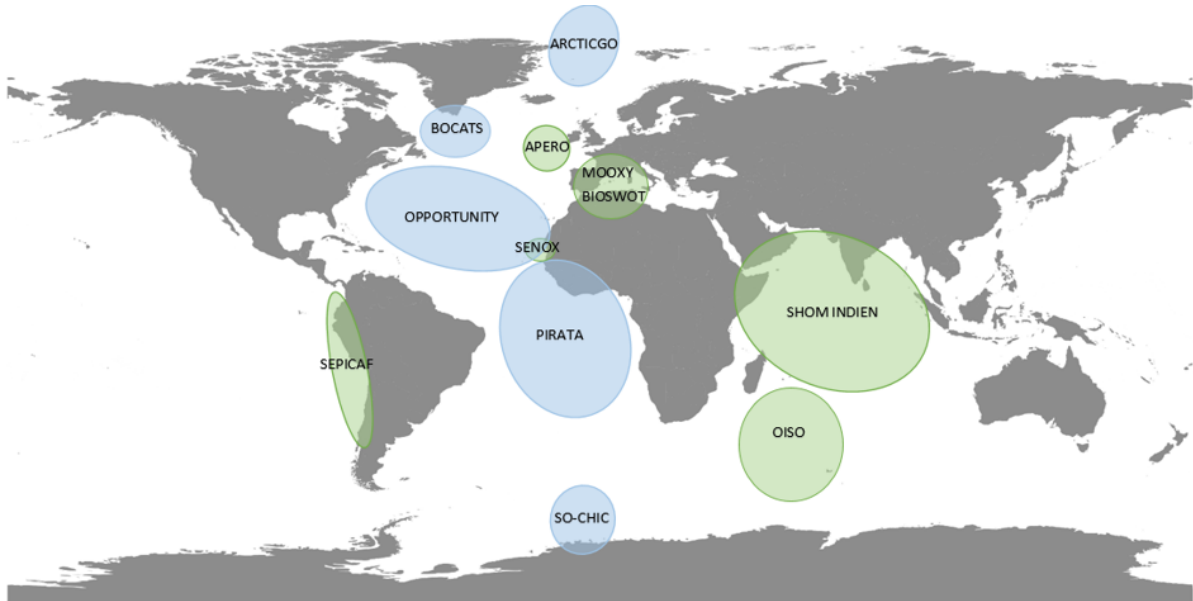 ARCTICGO
BOCATS
APERO
MOOXY
BIOSWOT
OPPORTUNITY
SENOX
SHOM INDIEN
PIRATA
SEPICAF
OISO
SO-CHIC